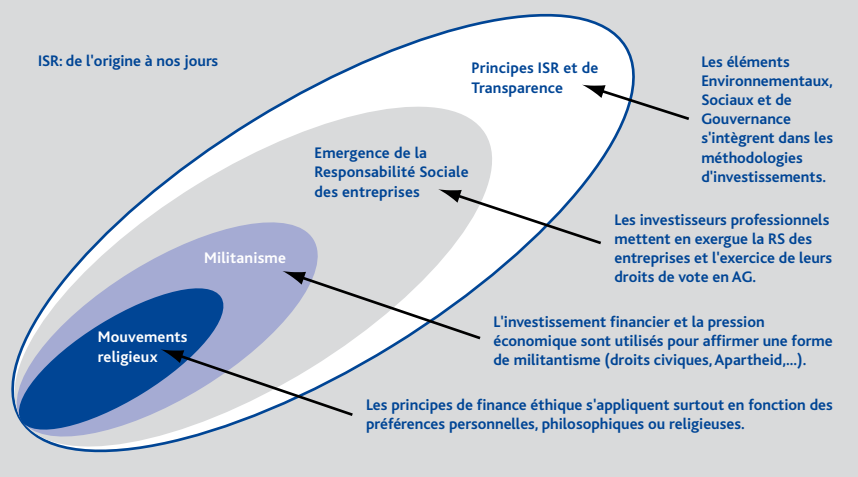 ISR: de l'origine à nos jours
Principes ISR et de
Transparence
Les éléments
Environnementaux,
Sociaux et de
Gouvernance
s'intègrent dans les
méthodologies
d'investissements.
Emergence de la
Responsabilité Sociale
des entreprises
Les investisseurs professionnels
mettent en exergue la RS des
entreprises et l'exercice de leurs
droits de vote en AG.
Militanisme
L'investissement financier et la pression
économique sont utilisés pour affirmer une forme
de militantisme (droits civiques, Apartheid,...).
Mouvements
religieux
Les principes de finance éthique s'appliquent surtout en fonction des
préférences personnelles, philosophiques ou religieuses.